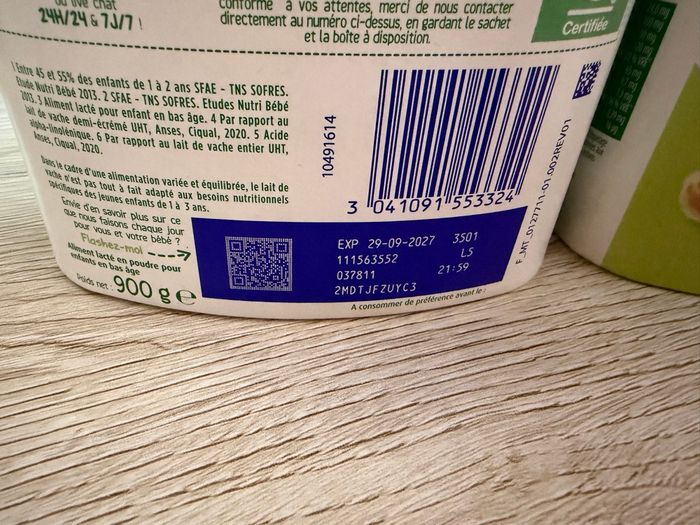 ou live chat
24H/24 & 7J/7 !
conforme à vos attentes, merci de nous contacter
directement au numéro ci-dessus, en gardant le sachet
et la boîte à disposition.
Certifiée
1 Entre 45 et 55% des enfants de 1 à 2 ans SFAE - TNS SOFRES.
Etude Nutri Bébé 2013. 2 SFAE - TNS SOFRES. Etudes Nutri Bébé
2013. 3 Aliment lacté pour enfant en bas âge. 4 Par rapport au
lait de vache demi-écrémé UHT, Anses, Ciqual, 2020. 5 Acide
alpha-linolénique. 6 Par rapport au lait de vache entier UHT,
Anses, Ciqual, 2020.
Dans le cadre d'une alimentation variée et équilibrée, le lait de
vache n'est pas tout à fait adapté aux besoins nutritionnels
spécifiques des jeunes enfants de 1 à 3 ans.
Envie d'en savoir plus sur ce
que nous faisons chaque jour
pour vous et votre bébé ?
Flashez-moi
Aliment lacté en poudre pour
enfants en bas âge
Poids net : 900 g e
10491614
3 041091 553324
EXP 29-09-2027 3501
111563552 L5
037811 21:59
2MDTJFZUYC3
A consommer de préférence avant le :
F_MT_0127711-01.002REV01